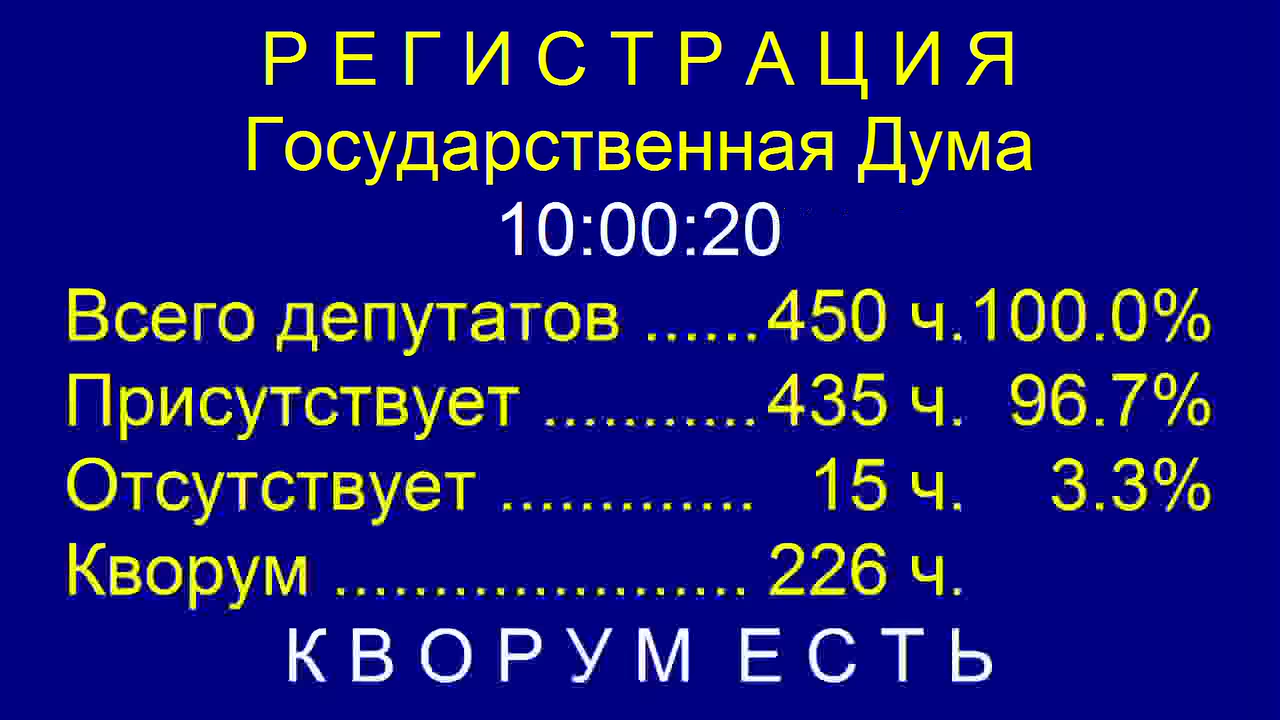 Р Е Г И С Т Р А Ц И Я
Государственная Дума
10:00:20
Всего депутатов ......450 ч.100.0%
Присутствует ...........435 ч. 96.7%
Отсутствует ............. 15 ч. 3.3%
Кворум ..................... 226 ч.
К В О Р У М Е С Т Ь